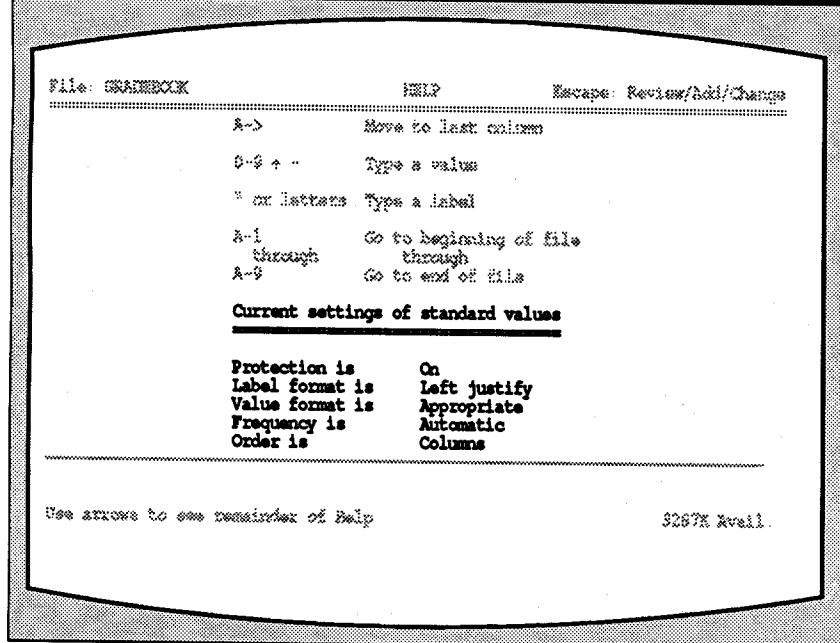 File: GRADEBOOK HELP Escape: Review/Add/Change
A-> Move to last column
0-9 + - Type a value
" or letters Type a label
A-1 Go to beginning of file
through through
A-9 Go to end of file
Current settings of standard values
Protection is On
Label format is Left justify
Value format is Appropriate
Frequency is Automatic
Order is Columns
Use arrows to see remainder of Help Avail.